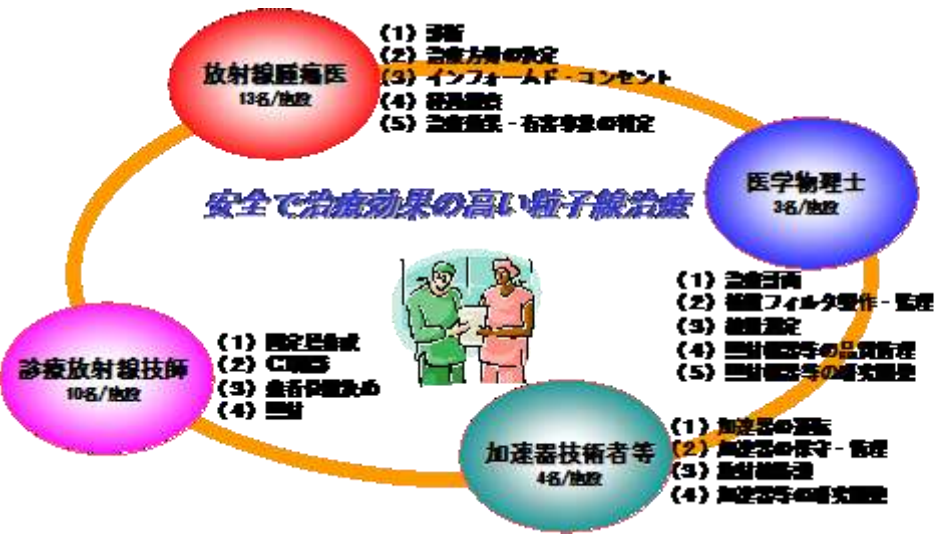 放射線腫瘍医
13名/施設
(1) 診断
(2) 治療方針の決定
(3) インフォームド・コンセント
(4) 経過観察
(5) 治療効果・有害事象の判定
医学物理士
3名/施設
安全で治療効果の高い粒子線治療
(1) 治療計画
(2) 補償フィルタ製作・監理
(3) 線量測定
(4) 照射機器等の品質管理
(5) 照射機器等の研究開発
診療放射線技師
10名/施設
(1) 固定具作成
(2)
(3) 患者位置決め
(4) 照射
加速器技術者等
4名/施設
(1) 加速器の運転
(2) 加速器の保守・管理
(3) 放射線管理
(4) 加速器等の研究開発